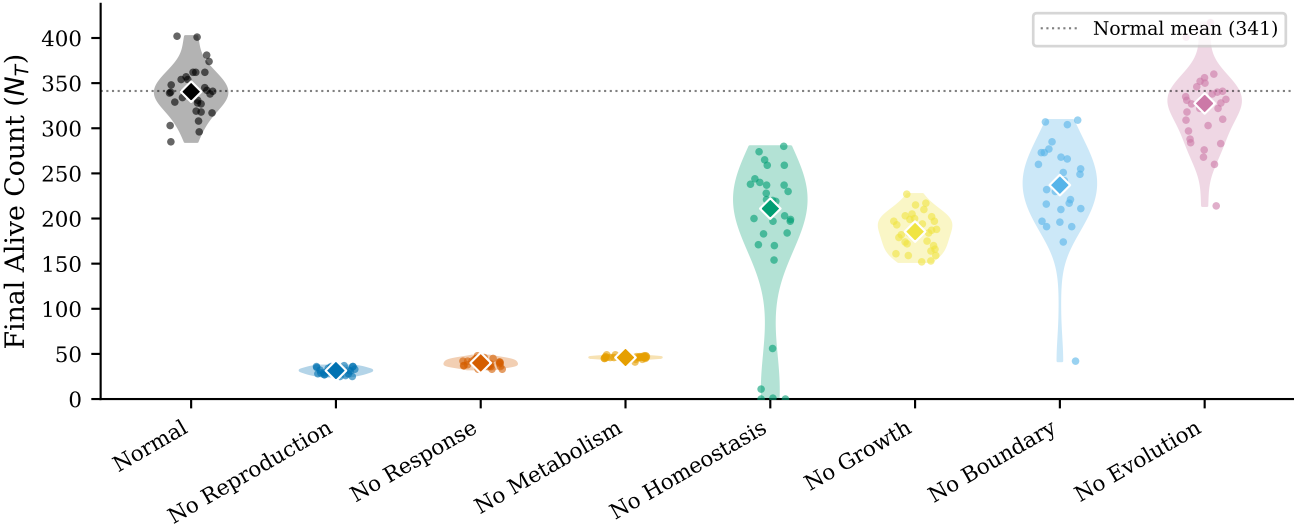 Normal mean (341)
Final Alive Count (N_T)
400
350
300
250
200
150
100
50
0
Normal
No Reproduction
No Response
No Metabolism
No Homeostasis
No Growth
No Boundary
No Evolution